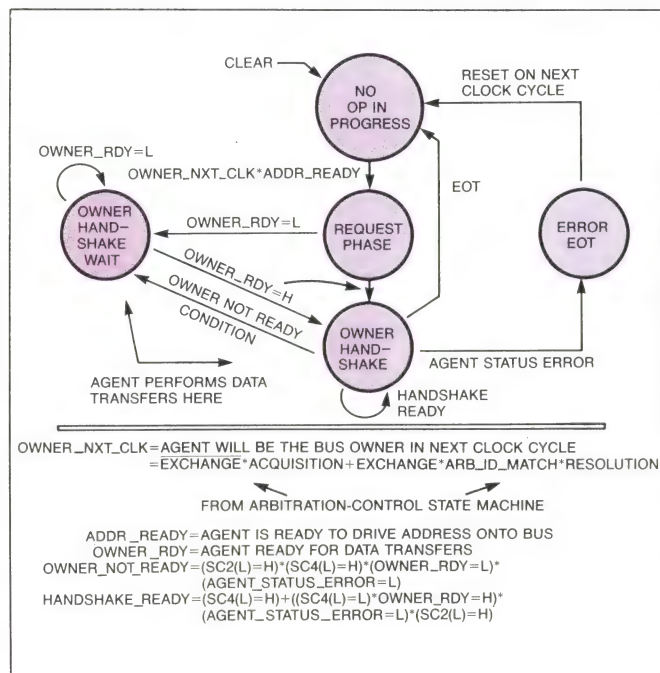 CLEAR
NO
OP IN
PROGRESS
RESET ON NEXT
CLOCK CYCLE
OWNER_RDY=L
OWNER_NXT_CLK*ADDR_READY
EOT
OWNER
HAND–
SHAKE
WAIT
OWNER_RDY=L
REQUEST
PHASE
ERROR
EOT
OWNER_RDY=H
OWNER NOT READY
CONDITION
OWNER
HAND–
SHAKE
AGENT STATUS ERROR
AGENT PERFORMS DATA
TRANSFERS HERE
HANDSHAKE
READY
OWNER_NXT_CLK=AGENT WILL BE THE BUS OWNER IN NEXT CLOCK CYCLE
=EXCHANGE*ACQUISITION+EXCHANGE*ARB_ID_MATCH*RESOLUTION
FROM ARBITRATION-CONTROL STATE MACHINE
ADDR_READY=AGENT IS READY TO DRIVE ADDRESS ONTO BUS
OWNER_RDY=AGENT READY FOR DATA TRANSFERS
OWNER_NOT_READY=(SC2(L)=H)*(SC4(L)=H)*(OWNER_RDY=L)*
(AGENT_STATUS_ERROR=L)
HANDSHAKE_READY=(SC4(L)=H)+((SC4(L)=L)*OWNER_RDY=H)*
(AGENT_STATUS_ERROR=L)*(SC2(L)=H)